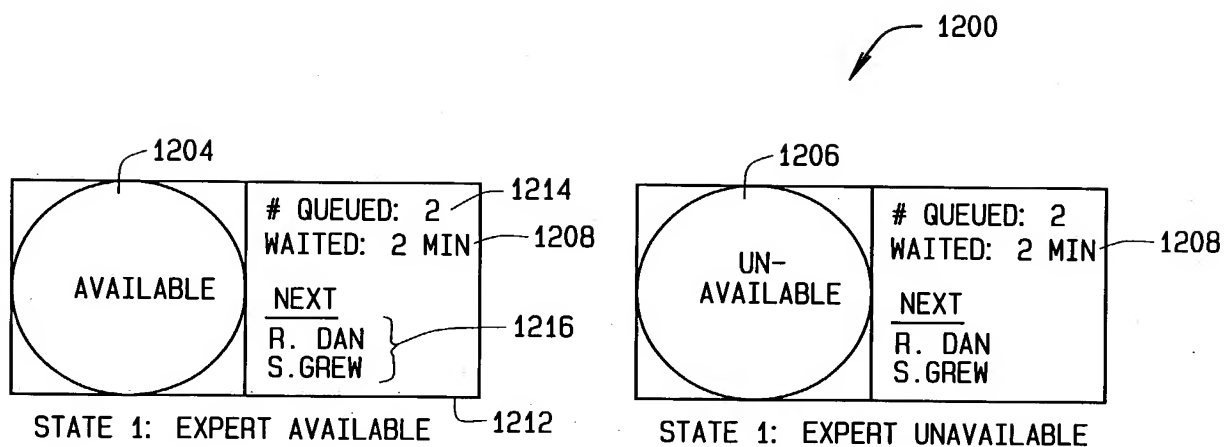 1200
1204
# QUEUED: 2
1214
WAITED: 2 MIN
1208
AVAILABLE
NEXT
R. DAN
S.GREW
1216
1212
STATE 1: EXPERT AVAILABLE
1206
# QUEUED: 2
WAITED: 2 MIN
1208
UN-
AVAILABLE
NEXT
R. DAN
S.GREW
STATE 1: EXPERT UNAVAILABLE